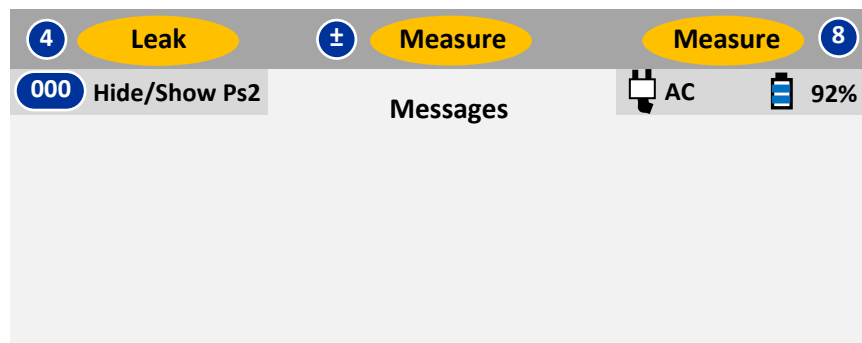 4 Leak ± Measure Measure 8
000 Hide/Show Ps2 Messages AC 92%